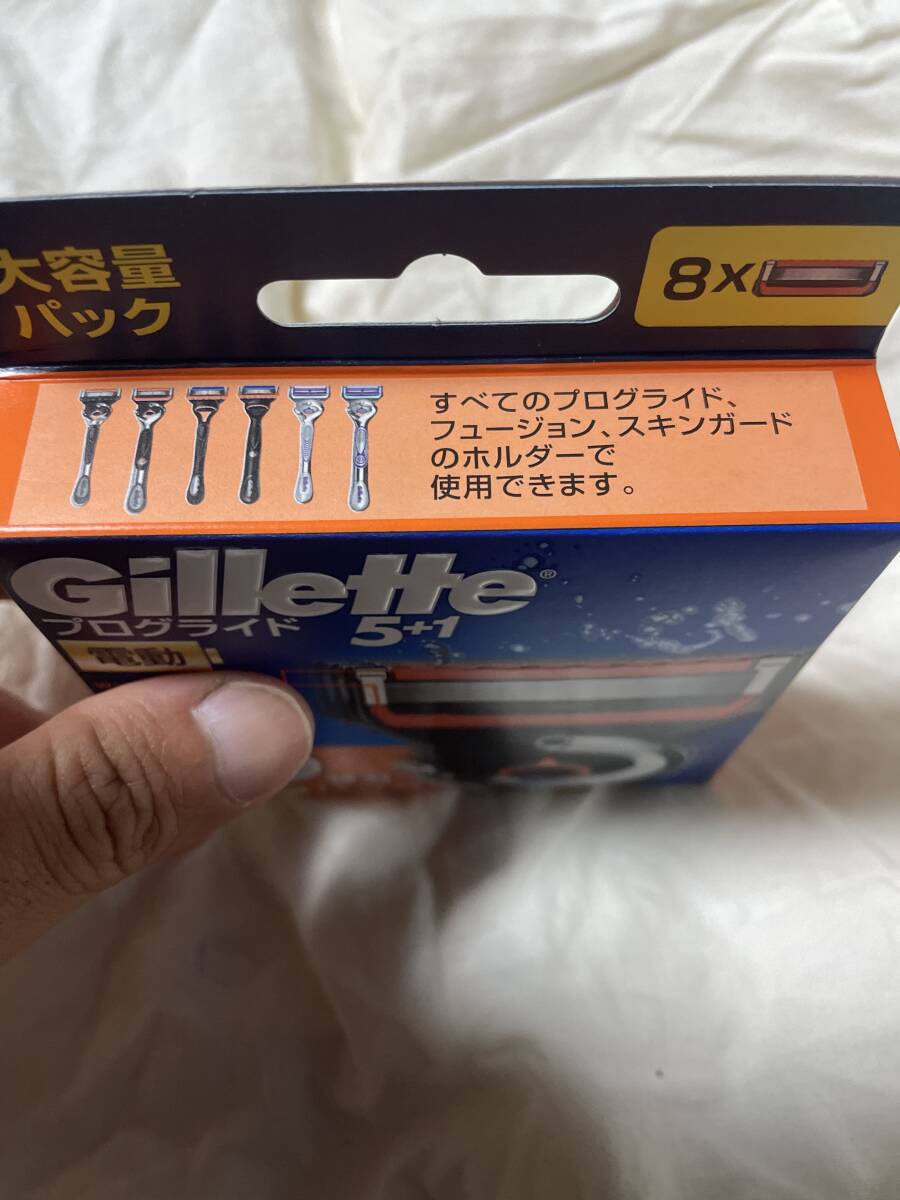 大容量
パック
8X
すべてのプログライド、
フュージョン、スキンガード
のホルダーで
使用できます。
Gillette®
プログライド 5+1
電動